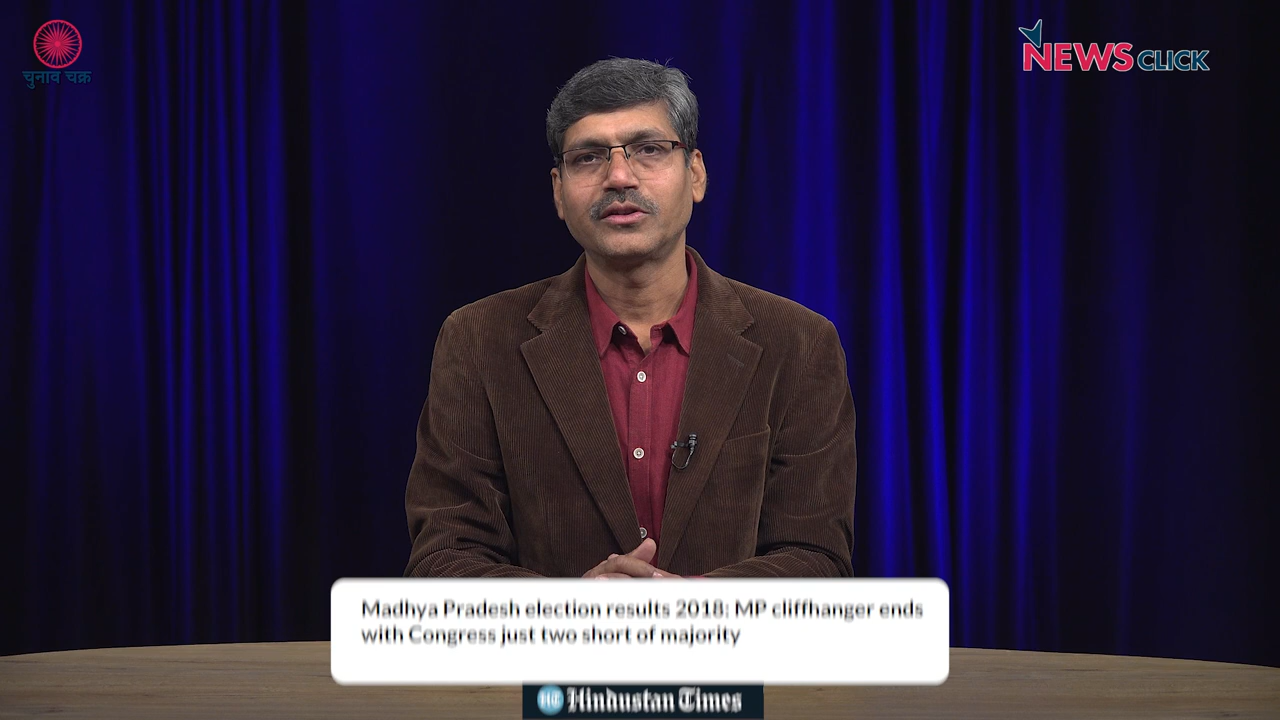 चुनाव चक्र
NEWSCLICK
Madhya Pradesh election results 2018: MP cliffhanger ends
with Congress just two short of majority
HT Hindustan Times